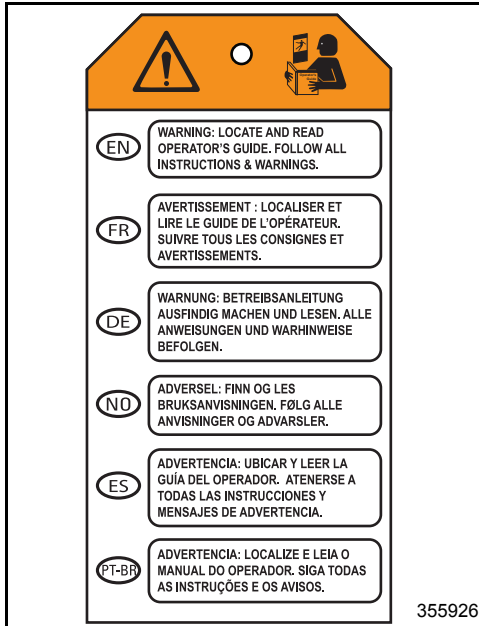 Operator's
Guide
EN
WARNING: LOCATE AND READ
OPERATOR'S GUIDE. FOLLOW ALL
INSTRUCTIONS & WARNINGS.
FR
AVERTISSEMENT : LOCALISER ET
LIRE LE GUIDE DE L'OPÉRATEUR.
SUIVRE TOUS LES CONSIGNES ET
AVERTISSEMENTS.
DE
WARNUNG: BETREIBSANLEITUNG
AUSFINDIG MACHEN UND LESEN. ALLE
ANWEISUNGEN UND WARHINWEISE
BEFOLGEN.
NO
ADVERSEL: FINN OG LES
BRUKSANVISNINGEN. FØLG ALLE
ANVISNINGER OG ADVARSLER.
ES
ADVERTENCIA: UBICAR Y LEER LA
GUÍA DEL OPERADOR. ATENERSE A
TODAS LAS INSTRUCCIONES Y
MENSAJES DE ADVERTENCIA.
PT-BR
ADVERTENCIA: LOCALIZE E LEIA O
MANUAL DO OPERADOR. SIGA TODAS
AS INSTRUÇÕES E OS AVISOS.
355926